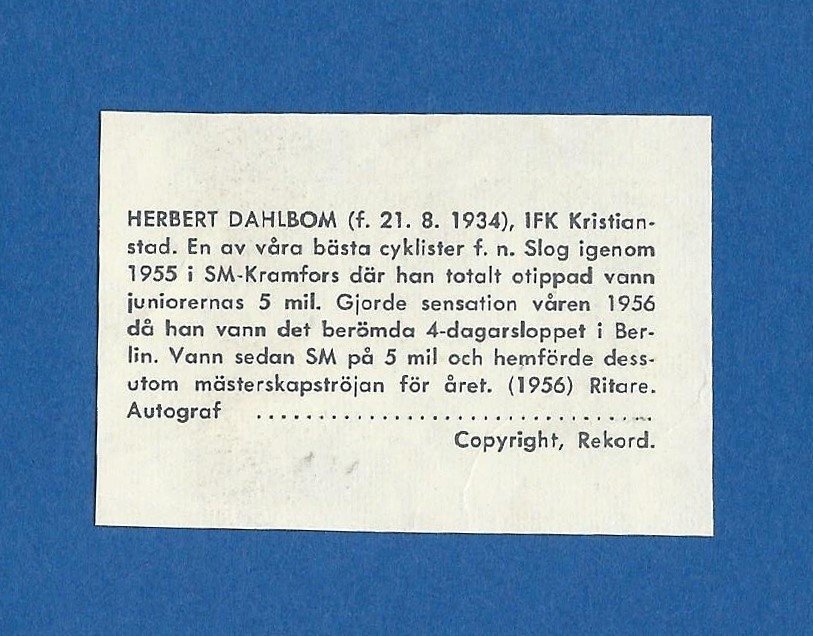 HERBERT DAHLBOM (f. 21. 8. 1934), IFK Kristian-
stad. En av våra bästa cyklister f. n. Slog igenom
1955 i SM-Kramfors där han totalt otippad vann
juniorernas 5 mil. Gjorde sensation våren 1956
då han vann det berömda 4-dagarsloppet i Ber-
lin. Vann sedan SM på 5 mil och hemförde dess-
utom mästerskapströjan för året. (1956) Ritare.
Autograf ................................
Copyright, Rekord.